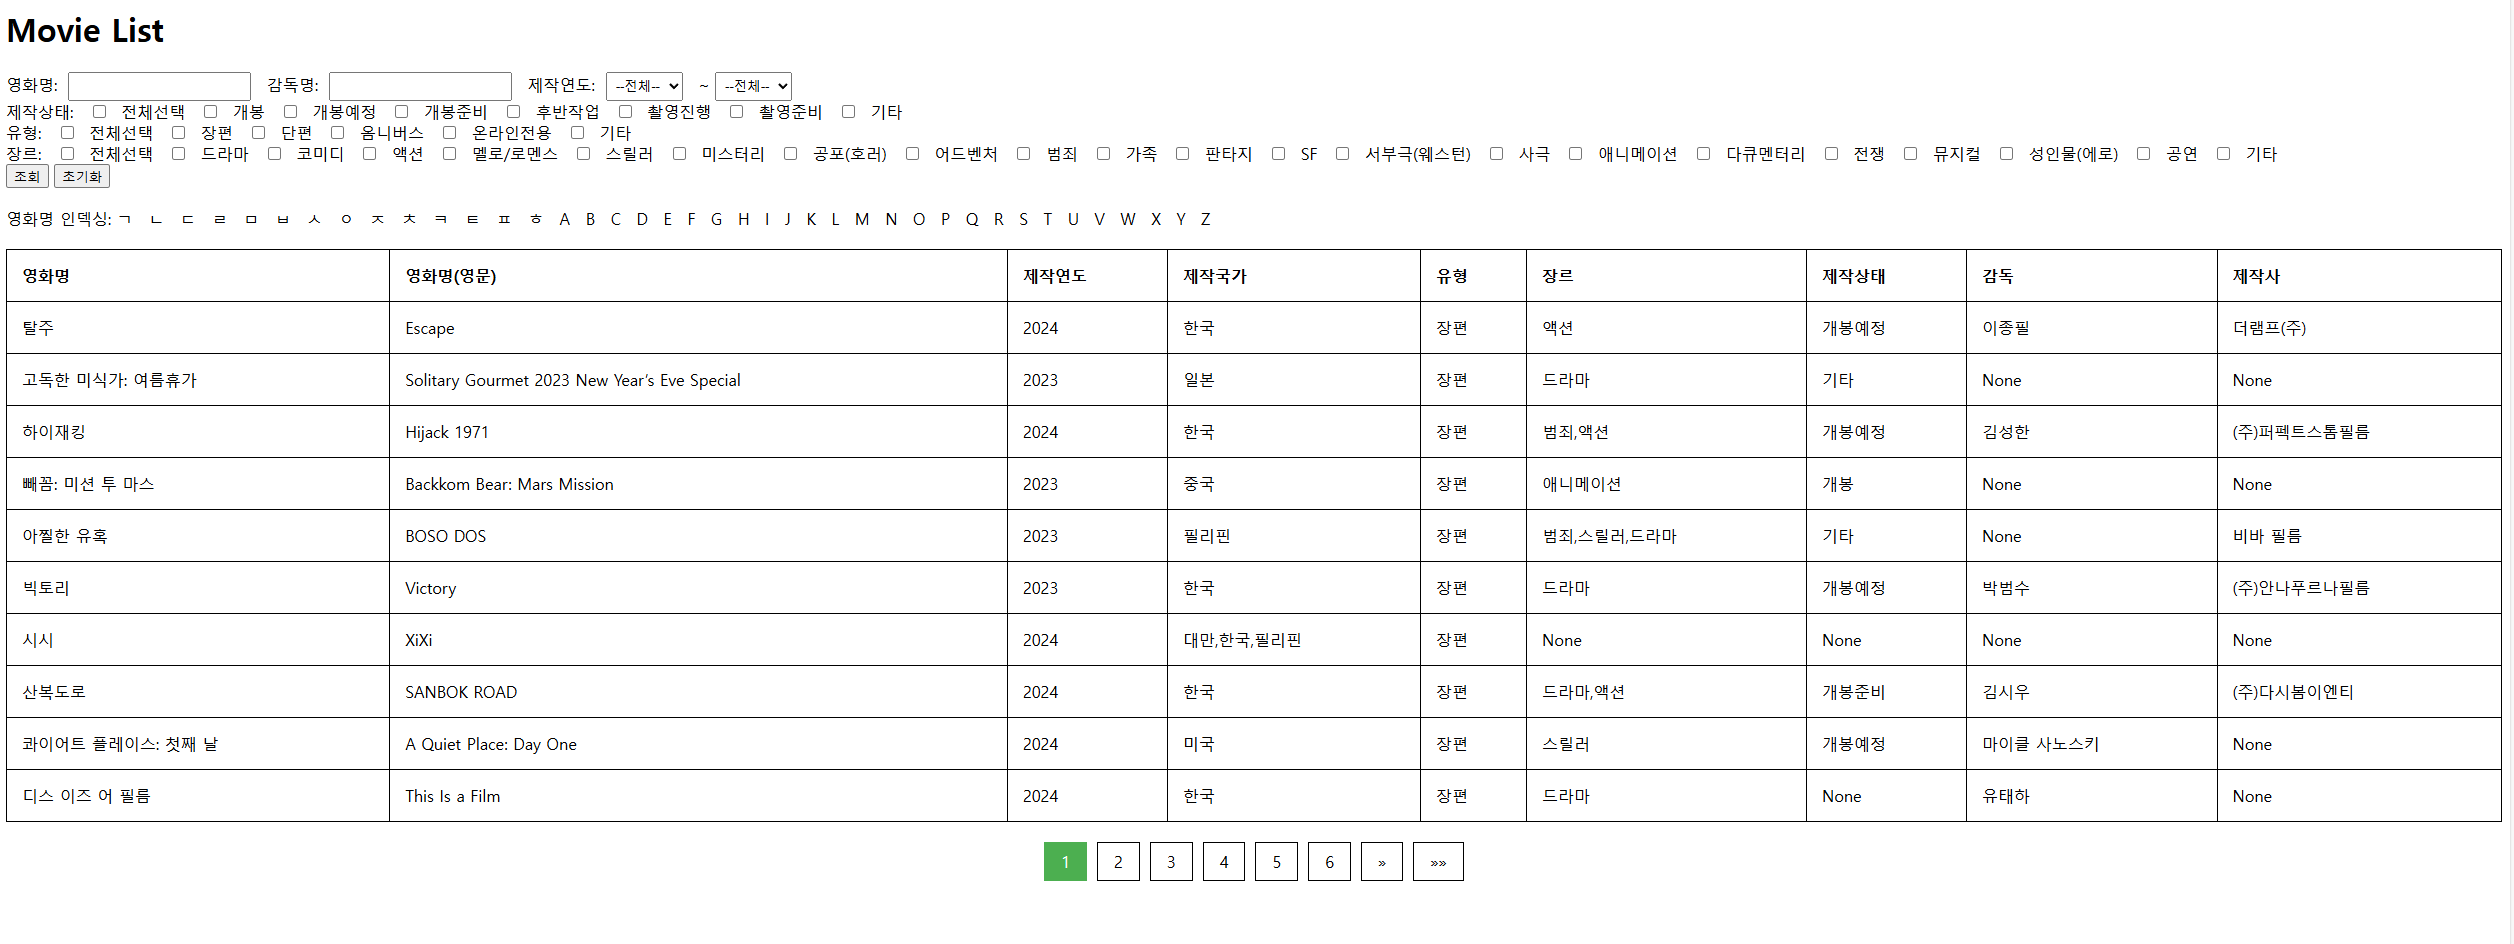 Movie List
영화명: 감독명: 제작연도: --전체-- ~ --전체--
제작상태: 전체선택 개봉 개봉예정 개봉준비 후반작업 촬영진행 촬영준비 기타
유형: 전체선택 장편 단편 옴니버스 온라인전용 기타
장르: 전체선택 드라마 코미디 액션 멜로/로멘스 스릴러 미스터리 공포(호러) 어드벤처 범죄 가족 판타지 SF 서부극(웨스턴) 사극 애니메이션 다큐멘터리 전쟁 뮤지컬 성인물(에로) 공연 기타
조회 초기화
영화명 인덱싱: ㄱ ㄴ ㄷ ㄹ ㅁ ㅂ ㅅ ㅇ ㅈ ㅊ ㅋ ㅌ ㅍ ㅎ A B C D E F G H I J K L M N O P Q R S T U V W X Y Z
영화명 영화명(영문) 제작연도 제작국가 유형 장르 제작상태 감독 제작사
탈주 Escape 2024 한국 장편 액션 개봉예정 이종필 더램프(주)
고독한 미식가: 여름휴가 Solitary Gourmet 2023 New Year’s Eve Special 2023 일본 장편 드라마 기타 None None
하이재킹 Hijack 1971 2024 한국 장편 범죄,액션 개봉예정 김성한 (주)퍼펙트스톰필름
빼꼼: 미션 투 마스 Backkom Bear: Mars Mission 2023 중국 장편 애니메이션 개봉 None None
아찔한 유혹 BOSO DOS 2023 필리핀 장편 범죄,스릴러,드라마 기타 None 비바 필름
빅토리 Victory 2023 한국 장편 드라마 개봉예정 박범수 (주)안나푸르나필름
시시 XiXi 2024 대만,한국,필리핀 장편 None None None None
산복도로 SANBOK ROAD 2024 한국 장편 드라마,액션 개봉준비 김시우 (주)다시봄이엔티
콰이어트 플레이스: 첫째 날 A Quiet Place: Day One 2024 미국 장편 스릴러 개봉예정 마이클 사노스키 None
디스 이즈 어 필름 This Is a Film 2024 한국 장편 드라마 None 유태하 None
1 2 3 4 5 6 » »»